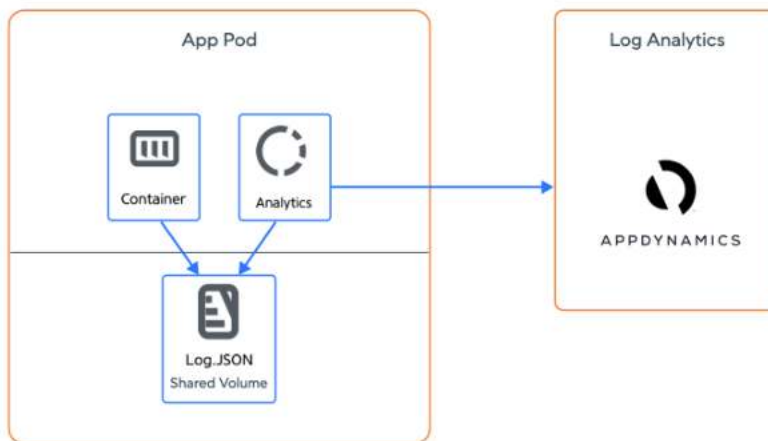 App Pod
Log Analytics
Container
Analytics
APPDYNAMICS
Log.JSON
Shared Volume